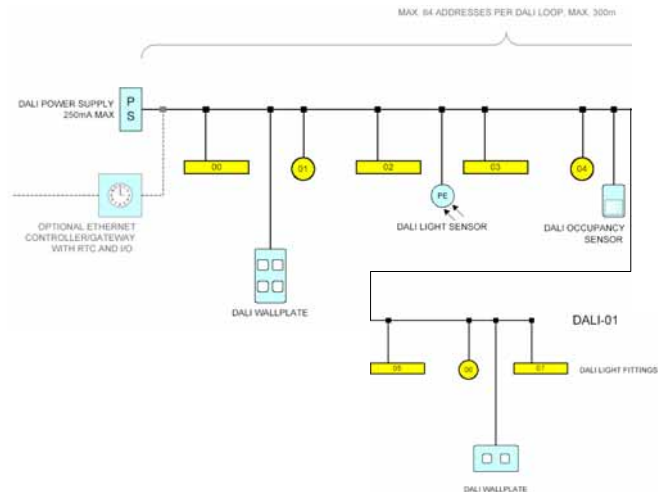 MAX. 64 ADDRESSES PER DALI LOOP, MAX. 300m
DALI POWER SUPPLY
250mA MAX
P
S
00
01
02
03
04
PE
DALI LIGHT SENSOR
DALI OCCUPANCY
SENSOR
OPTIONAL ETHERNET
CONTROLLER/GATEWAY
WITH RTC AND I/O
DALI WALLPLATE
DALI-01
05
06
07
DALI LIGHT FITTINGS
DALI WALLPLATE